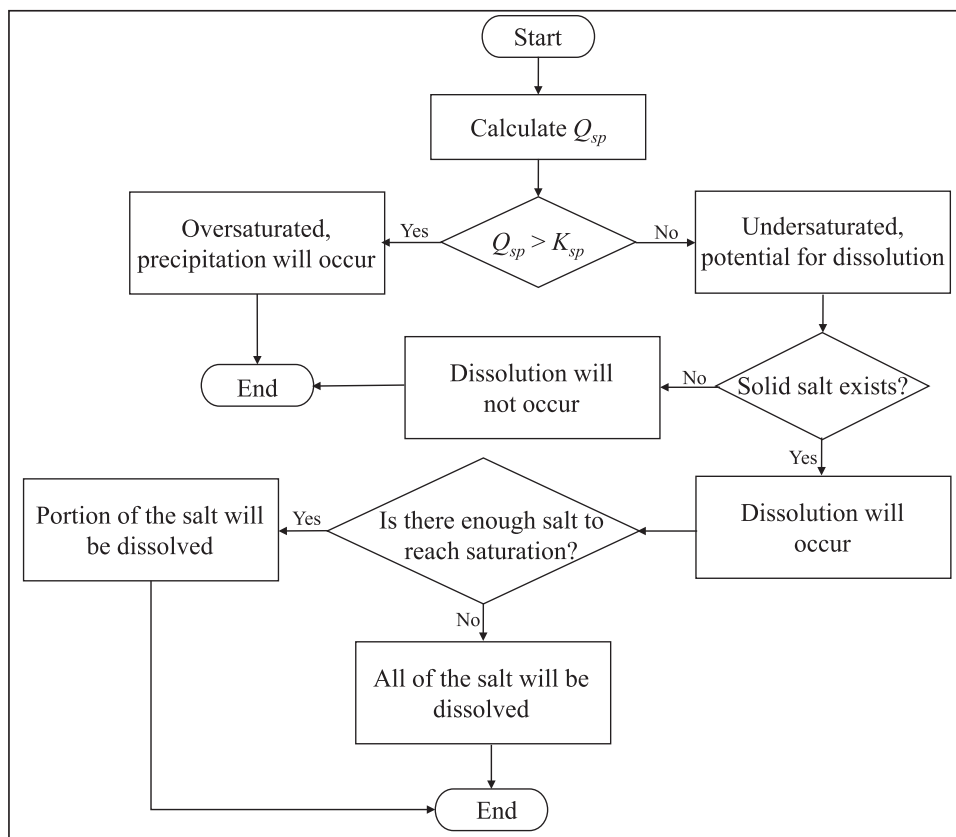 Start
Calculate Q_sp
Oversaturated,
precipitation will occur
Yes
Q_sp > K_sp
No
Undersaturated,
potential for dissolution
End
Dissolution will
not occur
No
Solid salt exists?
Yes
Portion of the salt will
be dissolved
Yes
Is there enough salt to
reach saturation?
Dissolution will
occur
No
All of the salt will be
dissolved
End